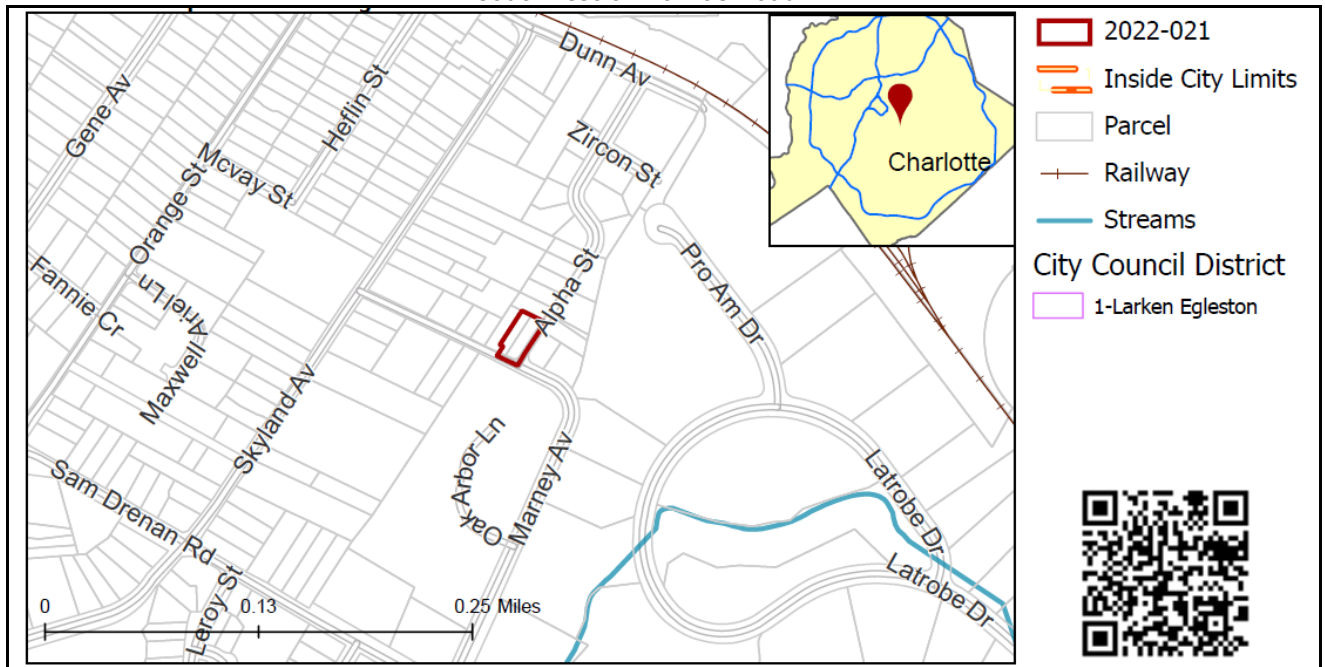 Dunn Av
Gene Av
Heflin St
Zircon St
Mcvay St
Orange St
Charlotte
Pro Am Dr
Alpha St
Fannie Cr
Ariel Ln
Maxwell
Skyland Av
Arbor Ln
Oak
Marney Av
Latrobe Dr
Sam Drenan Rd
Latrobe Dr
Leroy St
0
0.13
0.25 Miles
2022-021
Inside City Limits
Parcel
Railway
Streams
City Council District
1-Larken Egleston